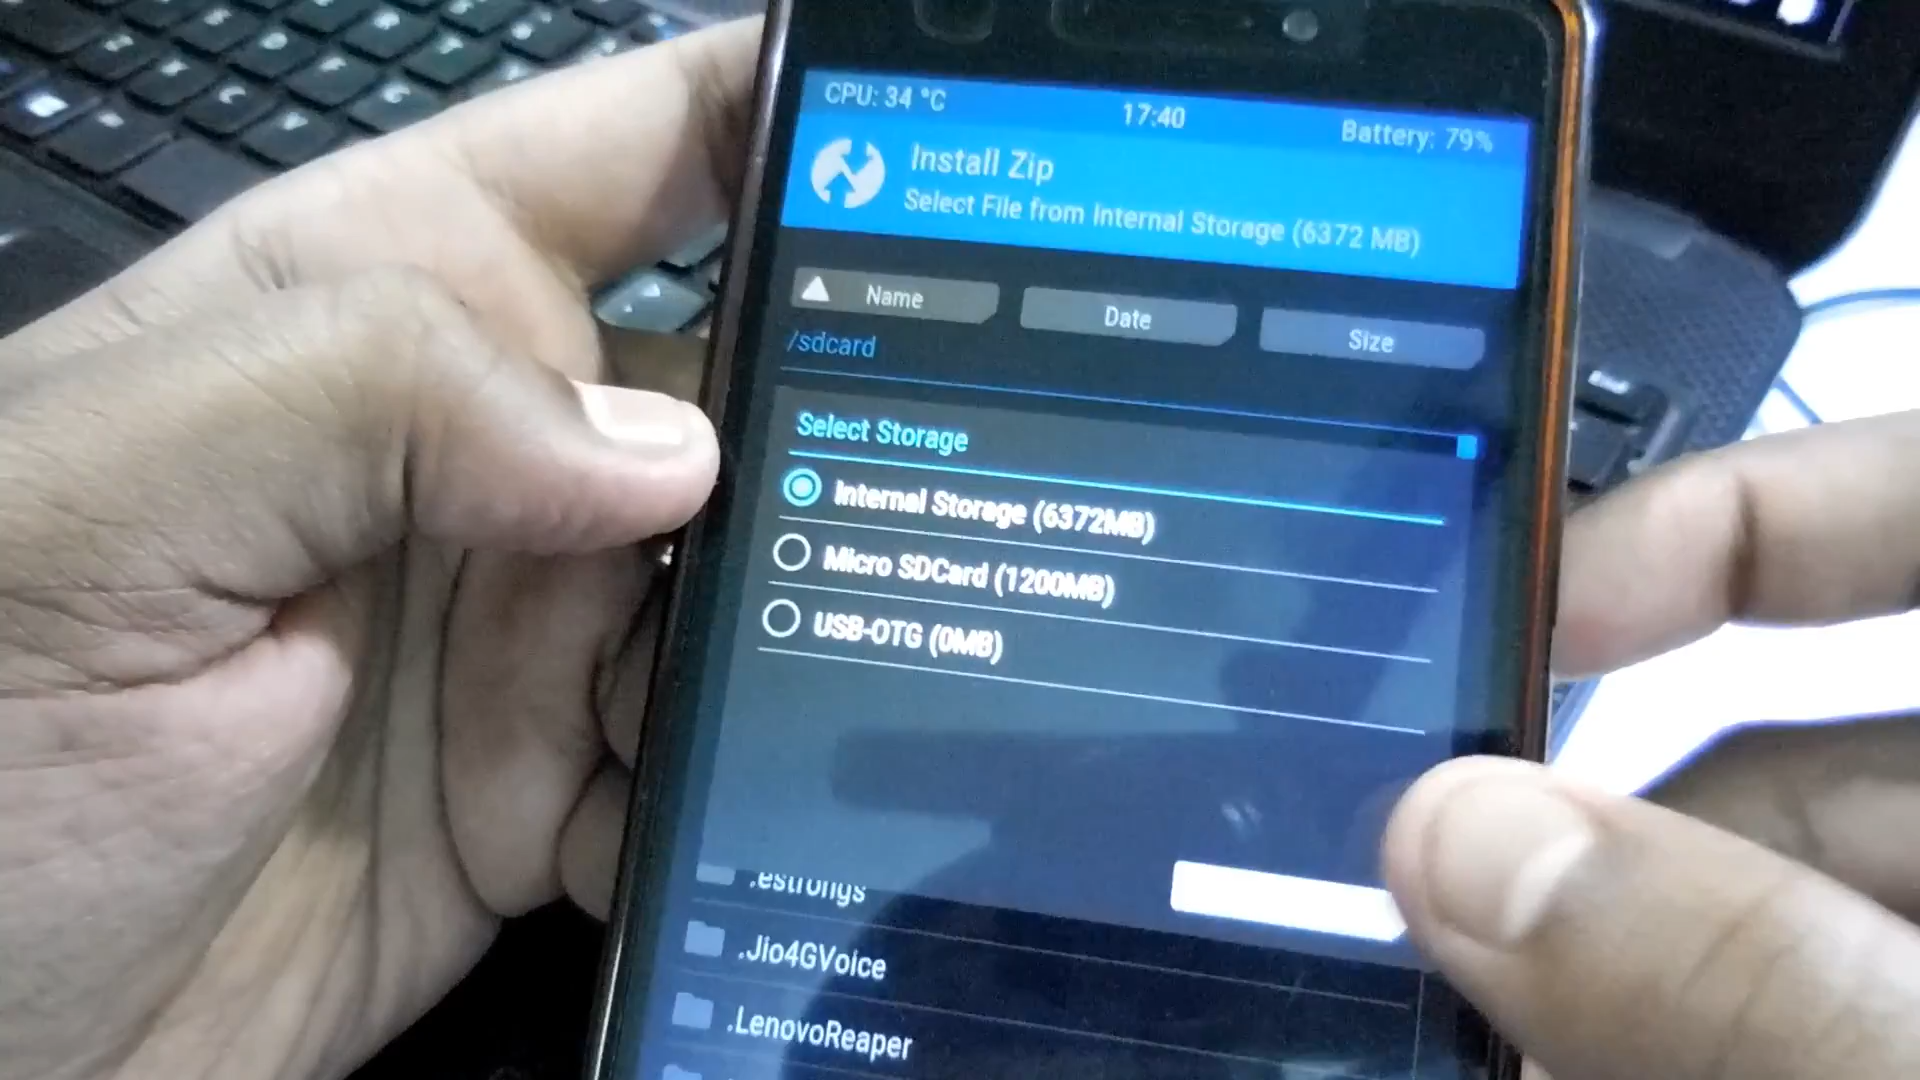 CPU: 34 °C
17:40
Battery: 79%
Install Zip
Select File from Internal Storage (6372 MB)
Name
Date
Size
/sdcard
Select Storage
Internal Storage (6372MB)
Micro SDCard (1200MB)
USB-OTG (0MB)
.estrongs
.Jio4GVoice
.LenovoReaper